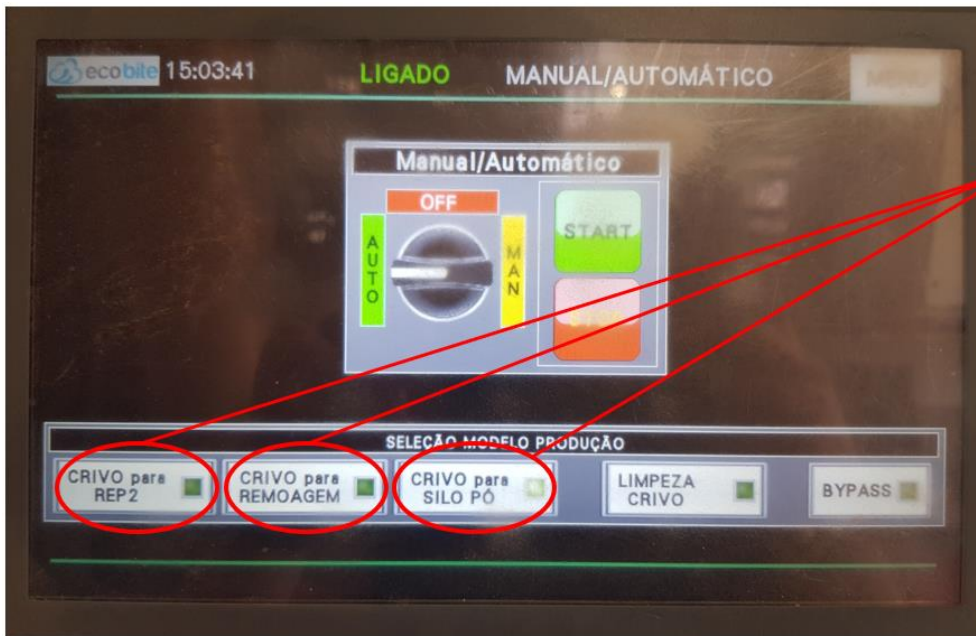 ecobite 15:03:41 LIGADO MANUAL/AUTOMÁTICO MENU
Manual/Automático
OFF
AUTO
MAN
START
SELEÇÃO MODELO PRODUÇÃO
CRIVO para
REP2
CRIVO para
REMOAGEM
CRIVO para
SILO PÓ
LIMPEZA
CRIVO
BYPASS